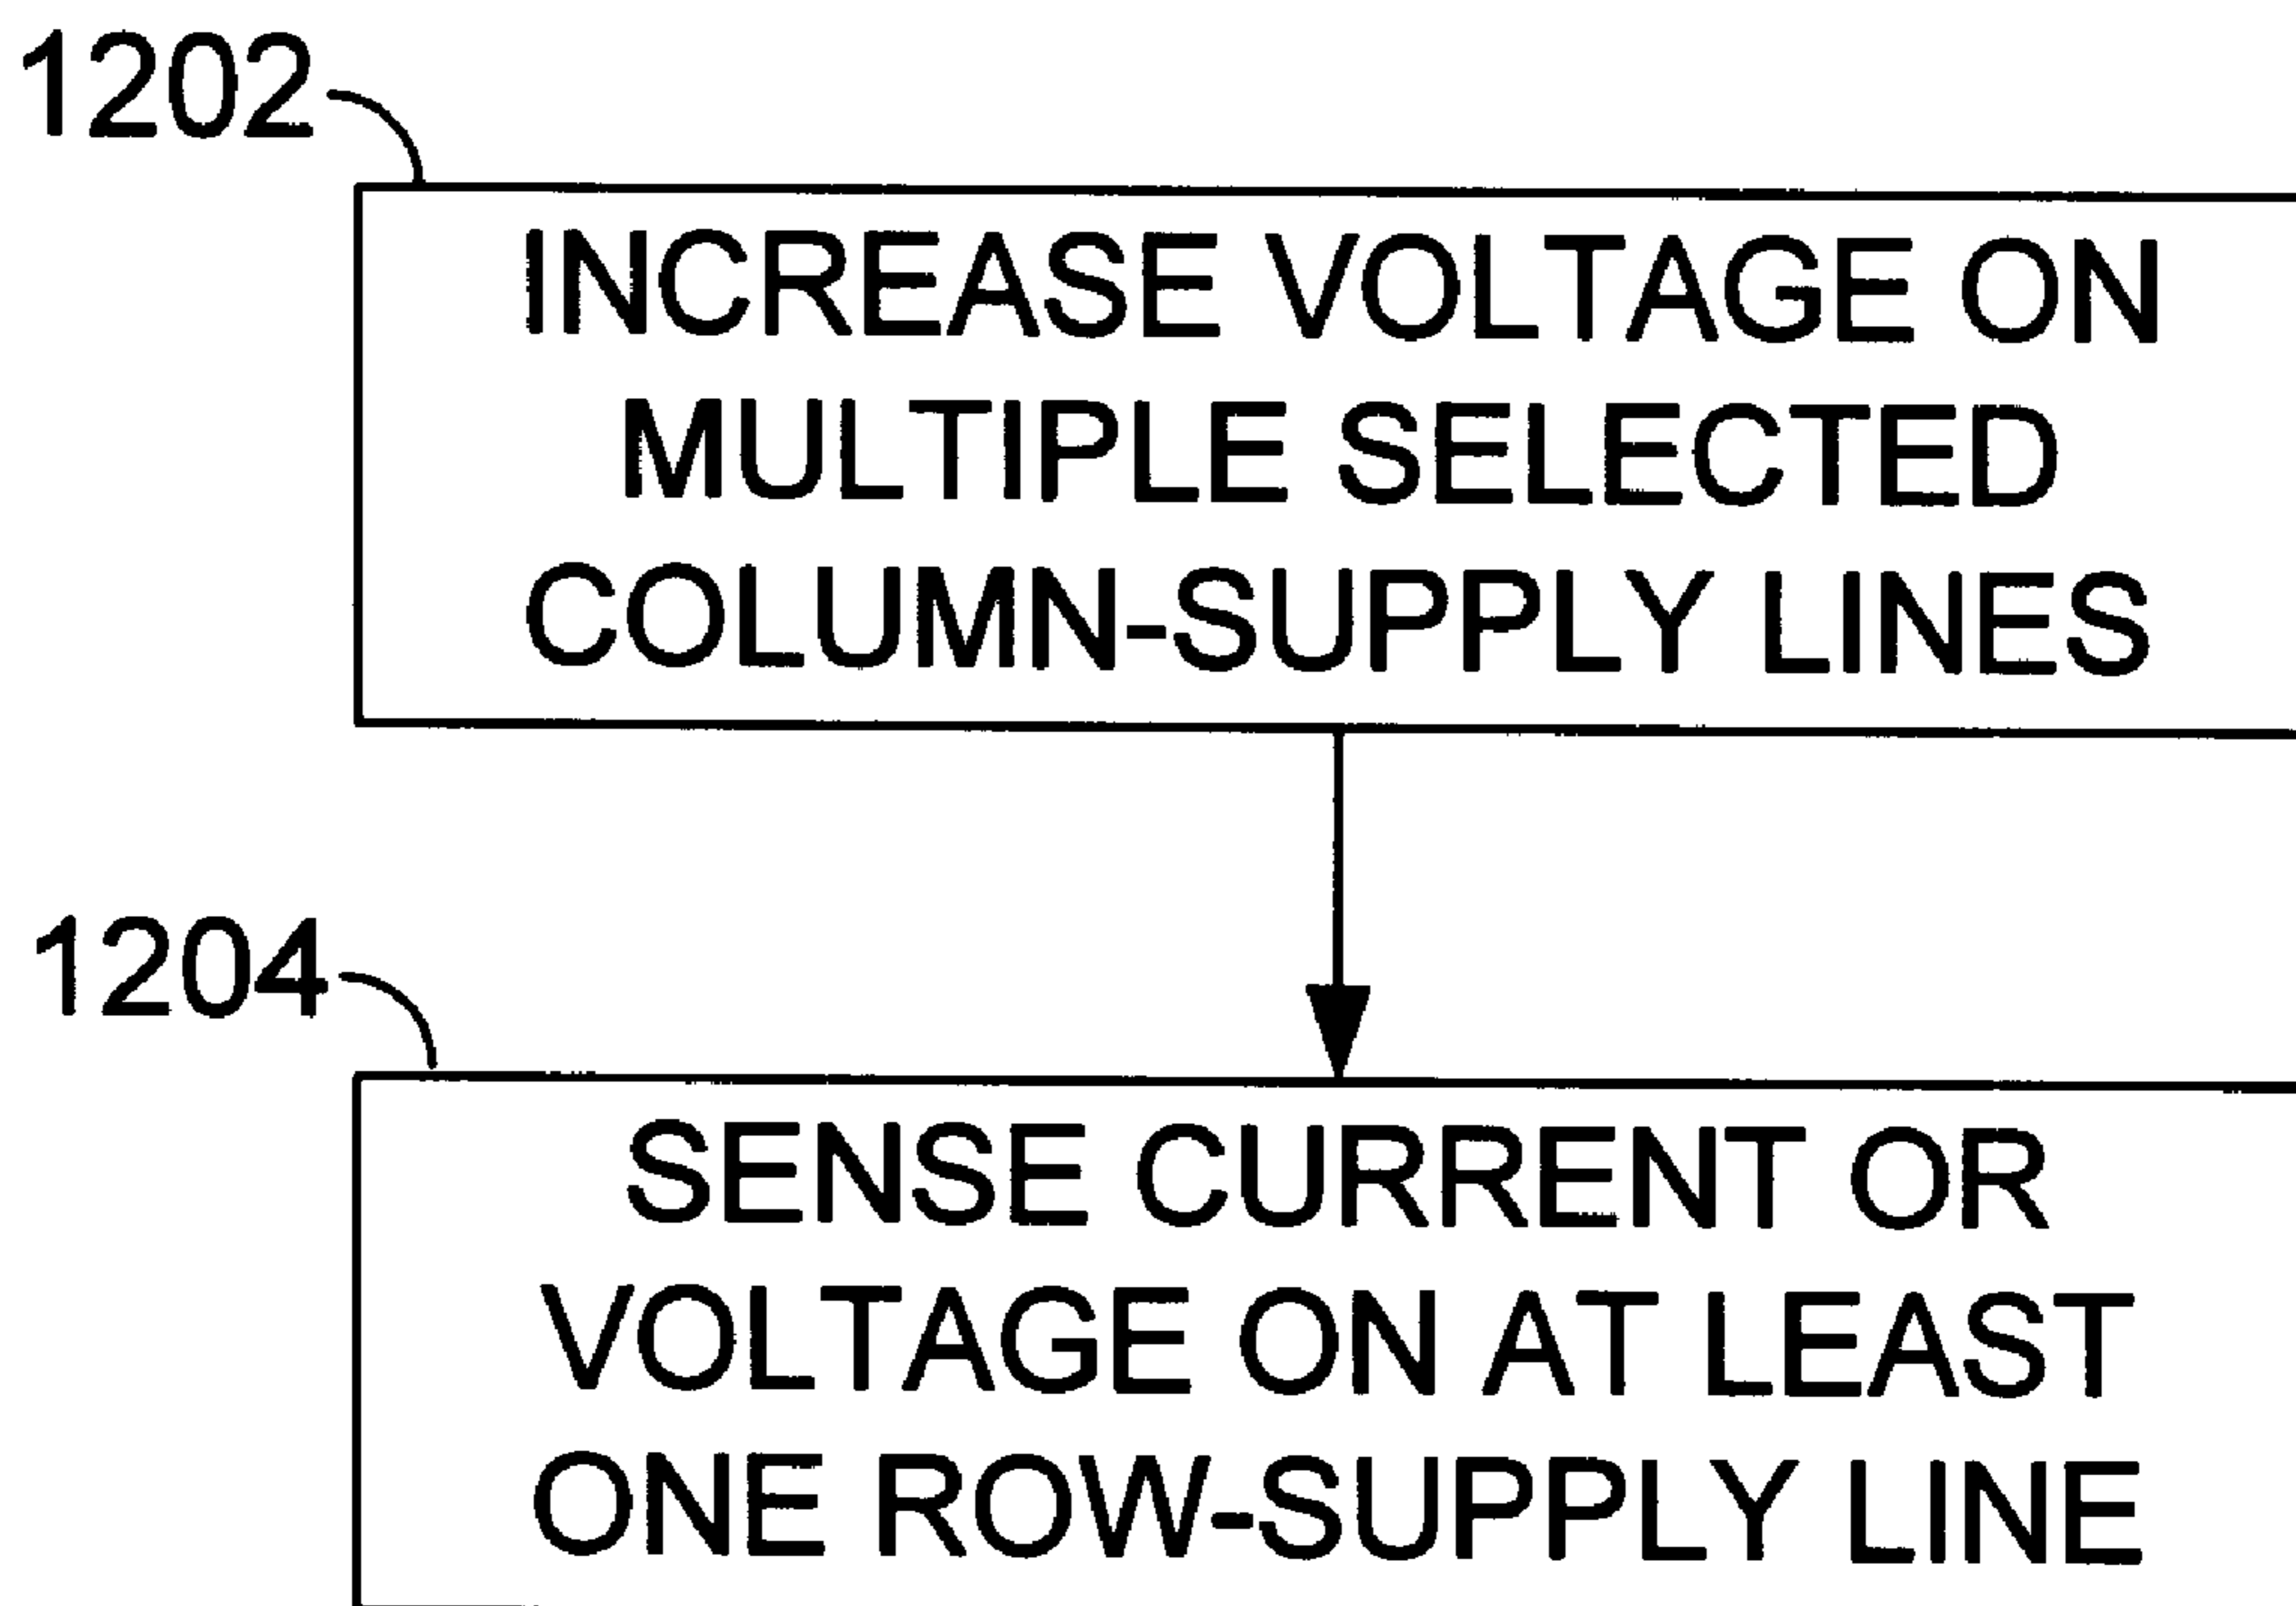 1202
INCREASE VOLTAGE ON
MULTIPLE SELECTED
COLUMN-SUPPLY LINES
1204
SENSE CURRENT OR
VOLTAGE ON AT LEAST
ONE ROW-SUPPLY LINE